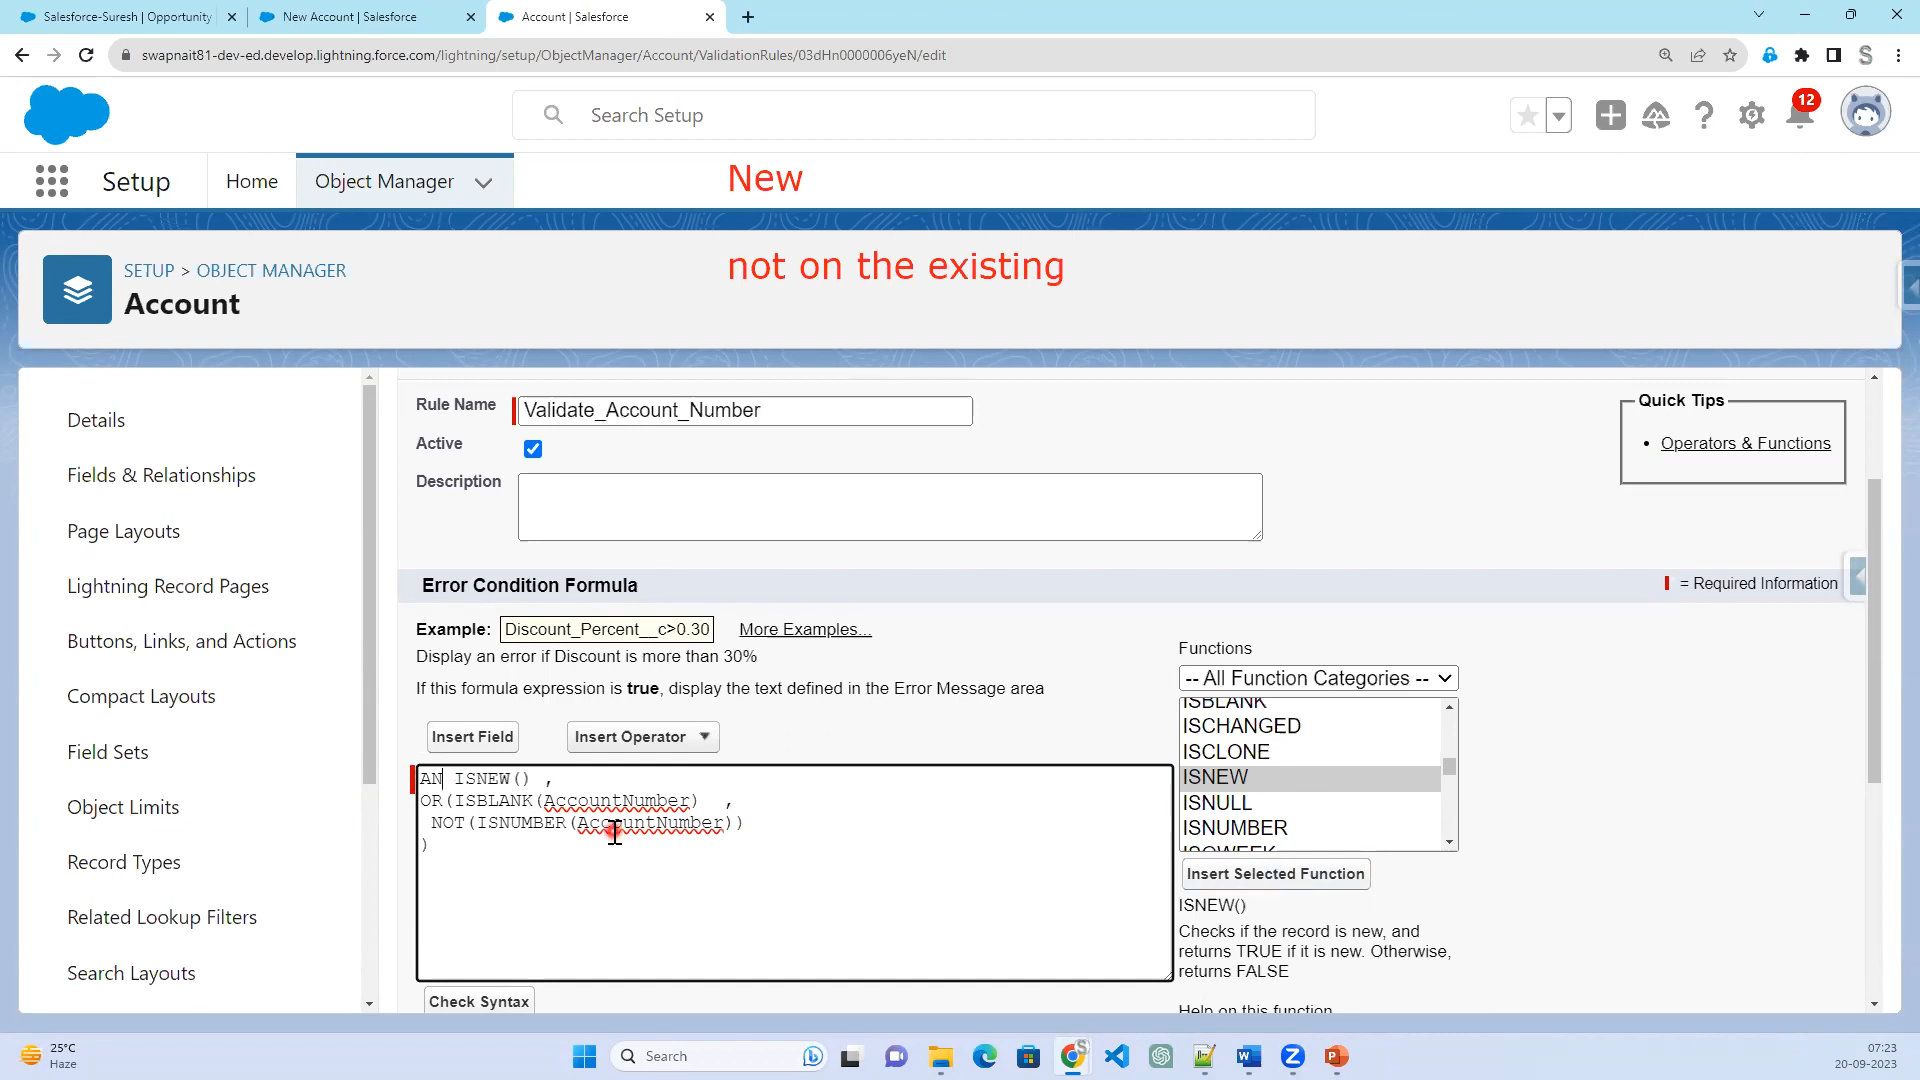 Salesforce-Suresh | Opportunity
New Account | Salesforce
Account | Salesforce
swapnait81-dev-ed.develop.lightning.force.com/lightning/setup/ObjectManager/Account/ValidationRules/03dHn0000006yeN/edit
S
Search Setup
12
Setup
Home
Object Manager
New
not on the existing
SETUP > OBJECT MANAGER
Account
Details
Fields & Relationships
Page Layouts
Lightning Record Pages
Buttons, Links, and Actions
Compact Layouts
Field Sets
Object Limits
Record Types
Related Lookup Filters
Search Layouts
Rule Name
Validate_Account_Number
Active
Description
Quick Tips
• Operators & Functions
Error Condition Formula
= Required Information
Example: Discount_Percent__c>0.30 More Examples...
Display an error if Discount is more than 30%
If this formula expression is true, display the text defined in the Error Message area
Insert Field
Insert Operator
AN ISNEW() ,
OR(ISBLANK(AccountNumber) ,
NOT(ISNUMBER(AccountNumber))
)
Check Syntax
Functions
-- All Function Categories --
ISBLANK
ISCHANGED
ISCLONE
ISNEW
ISNULL
ISNUMBER
ISOWEEK
Insert Selected Function
ISNEW()
Checks if the record is new, and
returns TRUE if it is new. Otherwise,
returns FALSE
Help on this function
25°C
Haze
Search
07:23
20-09-2023